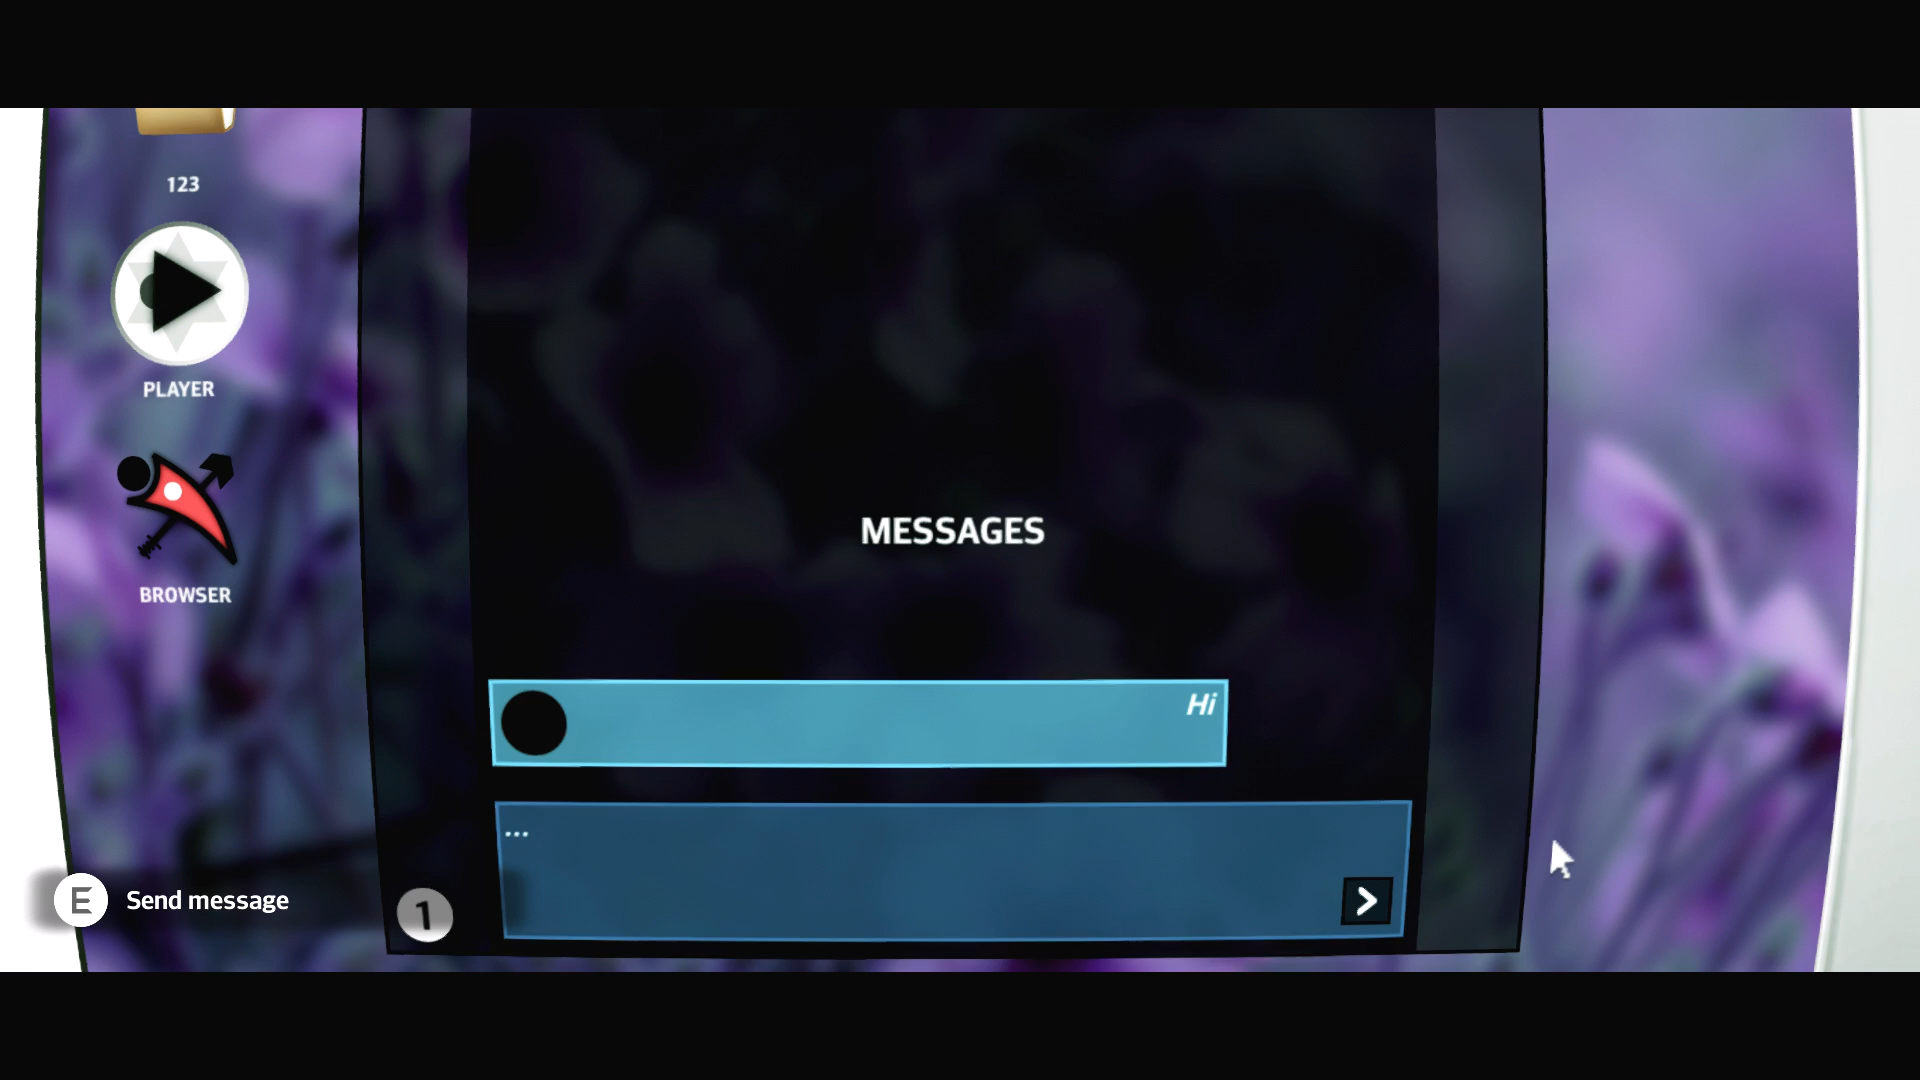 123
PLAYER
BROWSER
MESSAGES
Hi
...
E Send message
1